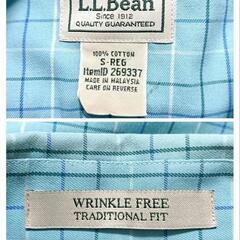 L.L.Bean
Since 1912
QUALITY GUARANTEED
100% COTTON
S-REG
ItemID 269337
MADE IN MALAYSIA
CARE ON REVERSE
WRINKLE FREE
TRADITIONAL FIT